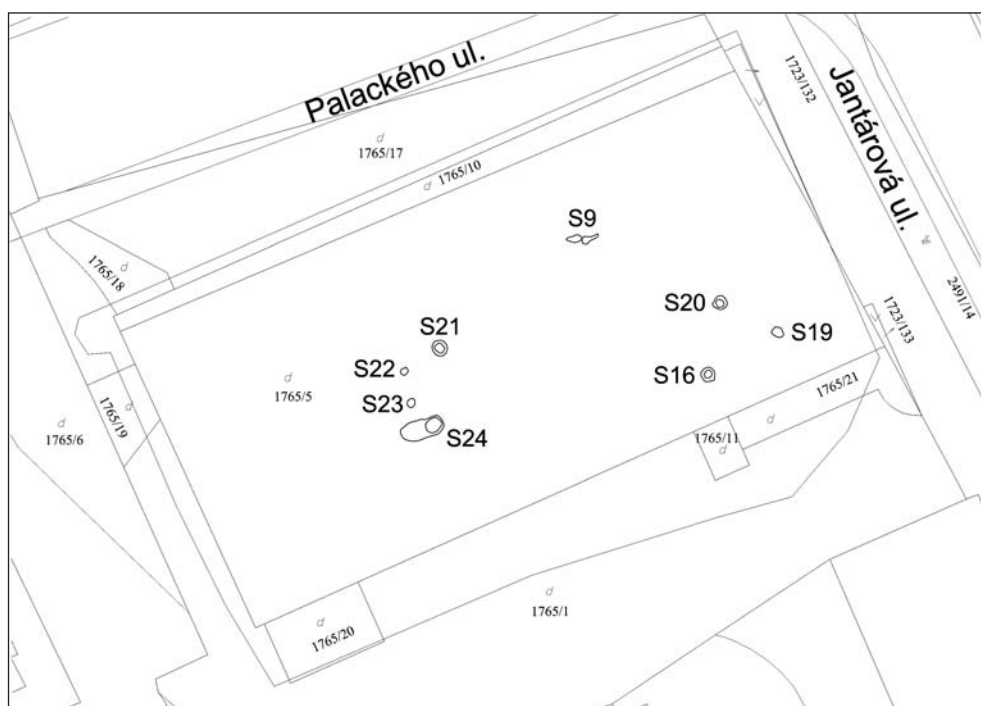 Palackého ul.
Jantárová ul.
1723/132
1765/17
1765/10
1765/18
S9
2491/14
S20
1723/133
S19
S21
S22
S16
1765/5
1765/21
S23
1765/19
1765/6
S24
1765/11
1765/1
1765/20